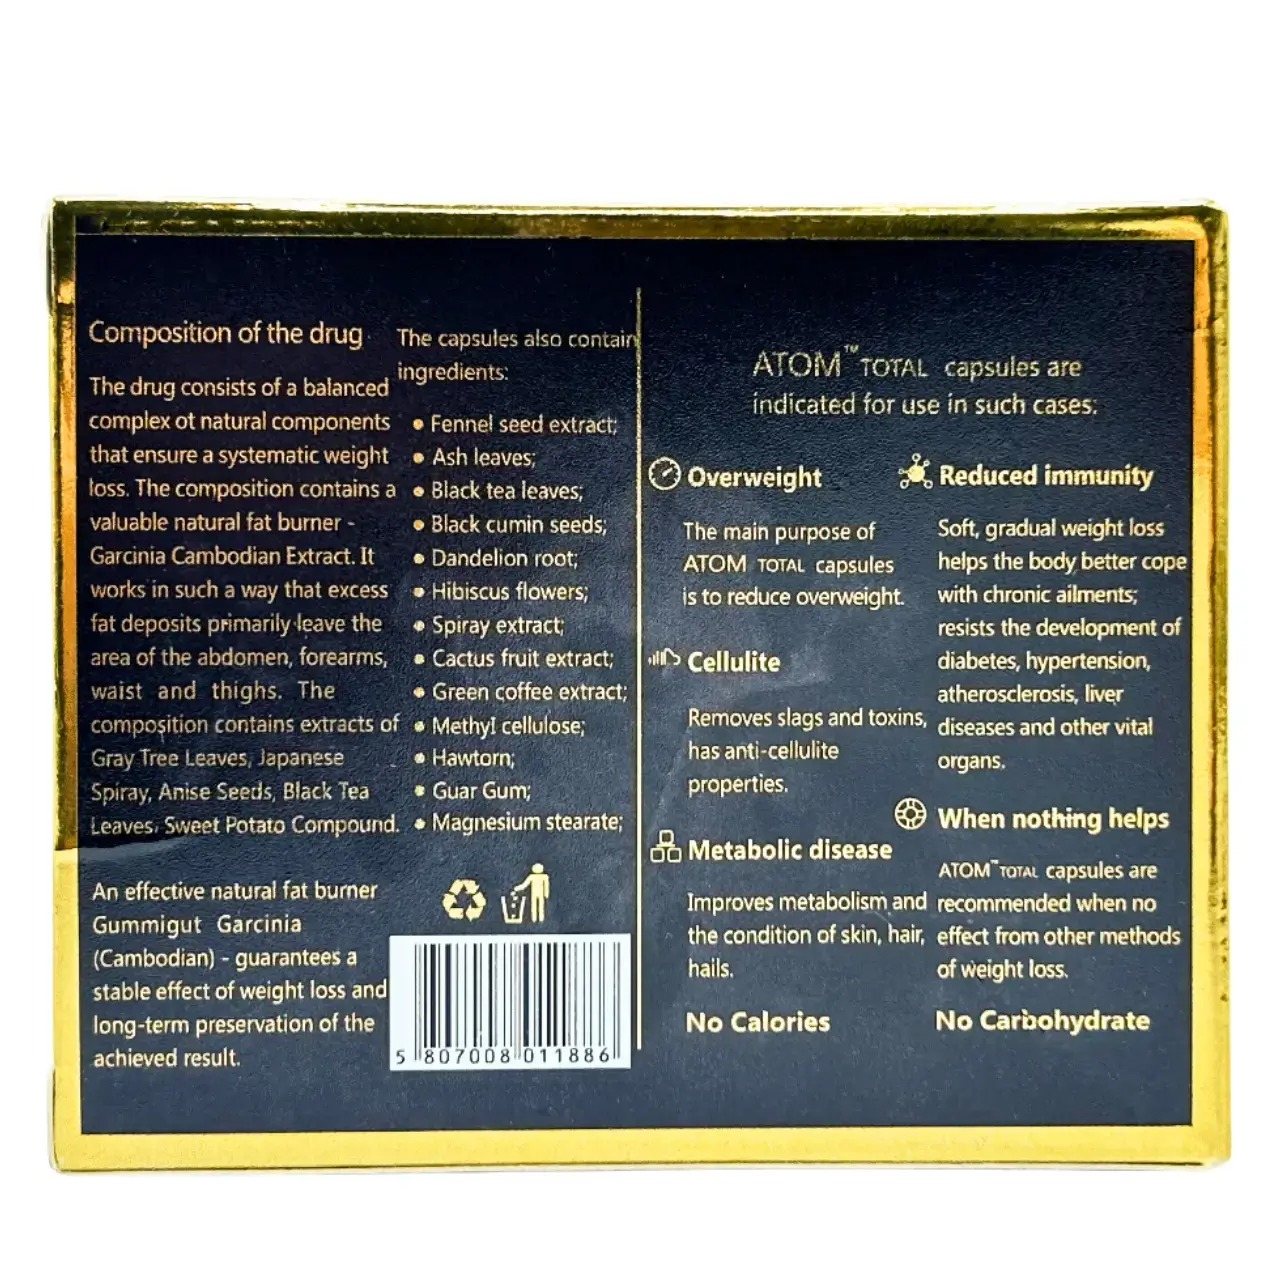 Composition of the drug
The drug consists of a balanced
complex ot natural components
that ensure a systematic weight
loss. The composition contains a
valuable natural fat burner -
Garcinia Cambodian Extract. It
works in such a way that excess
fat deposits primarily leave the
area of the abdomen, forearms,
waist and thighs. The
composition contains extracts of
Gray Tree Leaves, Japanese
Spiray, Anise Seeds, Black Tea
Leaves, Sweet Potato Compound.
An effective natural fat burner
Gummigut Garcinia
(Cambodian) - guarantees a
stable effect of weight loss and
long-term preservation of the
achieved result.
The capsules also contain
ingredients:
• Fennel seed extract;
• Ash leaves;
• Black tea leaves;
• Black cumin seeds;
• Dandelion root;
• Hibiscus flowers;
• Spiray extract;
• Cactus fruit extract;
• Green coffee extract;
• Methyl cellulose;
• Hawtorn;
• Guar Gum;
• Magnesium stearate;
5 807008 011886
ATOM™ TOTAL capsules are
indicated for use in such cases:
Overweight
The main purpose of
ATOM TOTAL capsules
is to reduce overweight.
Cellulite
Removes slags and toxins,
has anti-cellulite
properties.
Metabolic disease
Improves metabolism and
the condition of skin, hair,
hails.
No Calories
Reduced immunity
Soft, gradual weight loss
helps the body better cope
with chronic ailments;
resists the development of
diabetes, hypertension,
atherosclerosis, liver
diseases and other vital
organs.
When nothing helps
ATOM™ TOTAL capsules are
recommended when no
effect from other methods
of weight loss.
No Carbohydrate